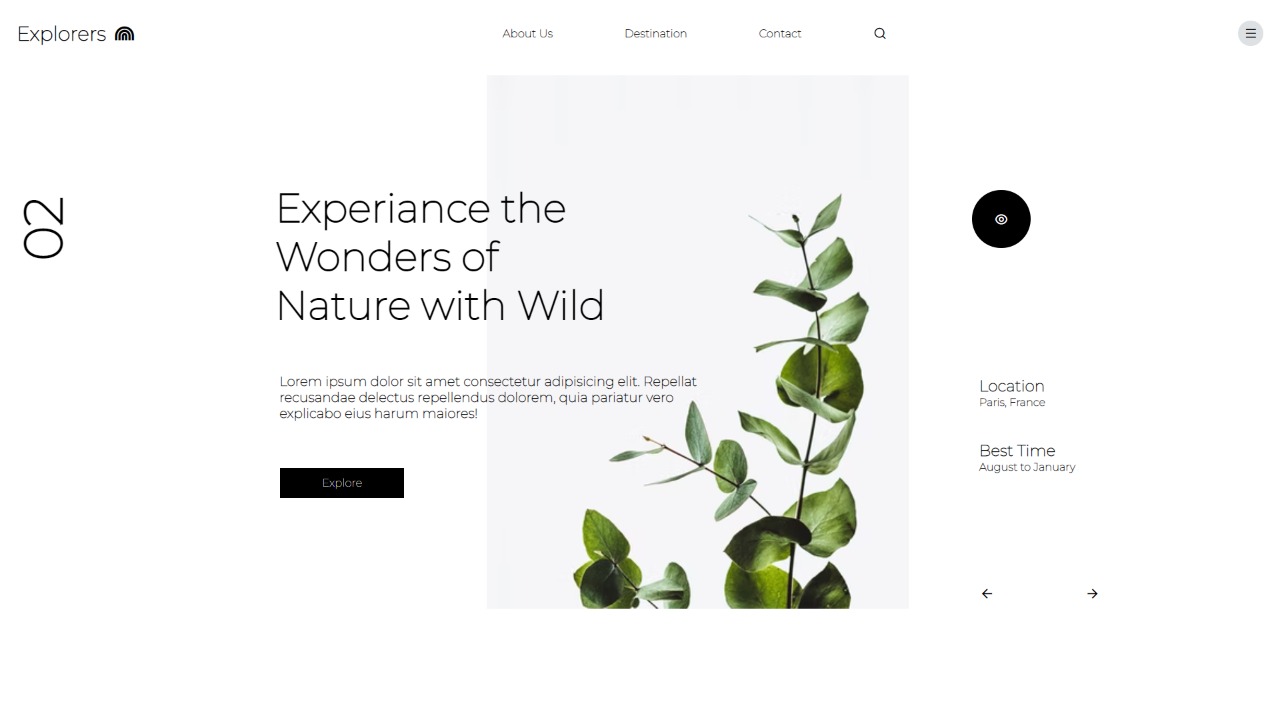 Explorers
About Us
Destination
Contact
02
Experiance the
Wonders of
Nature with Wild
Lorem ipsum dolor sit amet consectetur adipisicing elit. Repellat
recusandae delectus repellendus dolorem, quia pariatur vero
explicabo eius harum maiores!
Explore
Location
Paris, France
Best Time
August to January